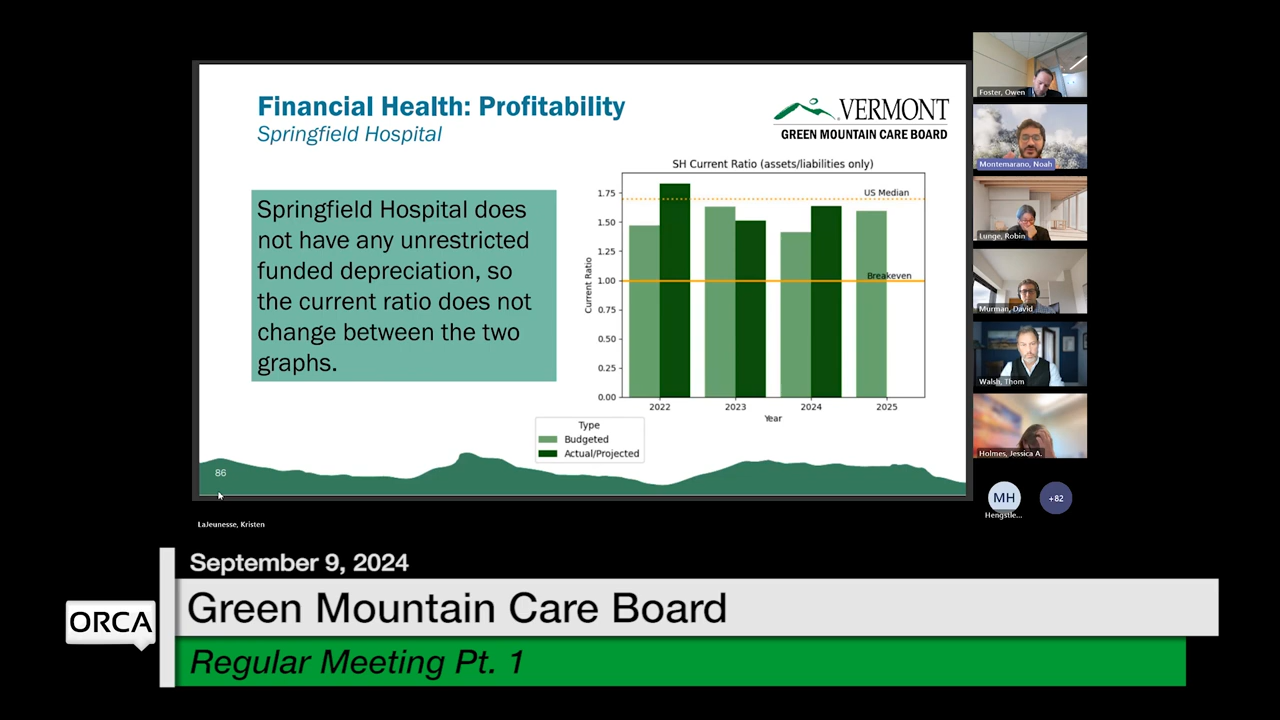 Financial Health: Profitability
Springfield Hospital
VERMONT
GREEN MOUNTAIN CARE BOARD
Springfield Hospital does
not have any unrestricted
funded depreciation, so
the current ratio does not
change between the two
graphs.
SH Current Ratio (assets/liabilities only)
US Median
Breakeven
Current Ratio
1.75
1.50
1.25
1.00
0.75
0.50
0.25
0.00
2022
2023
2024
2025
Year
Type
Budgeted
Actual/Projected
86
Foster, Owen
Montemarano, Noah
Lunge, Robin
Murman, David
Walsh, Thom
Holmes, Jessica A.
MH
+82
Hengstle...
LaJeunesse, Kristen
September 9, 2024
ORCA
Green Mountain Care Board
Regular Meeting Pt. 1